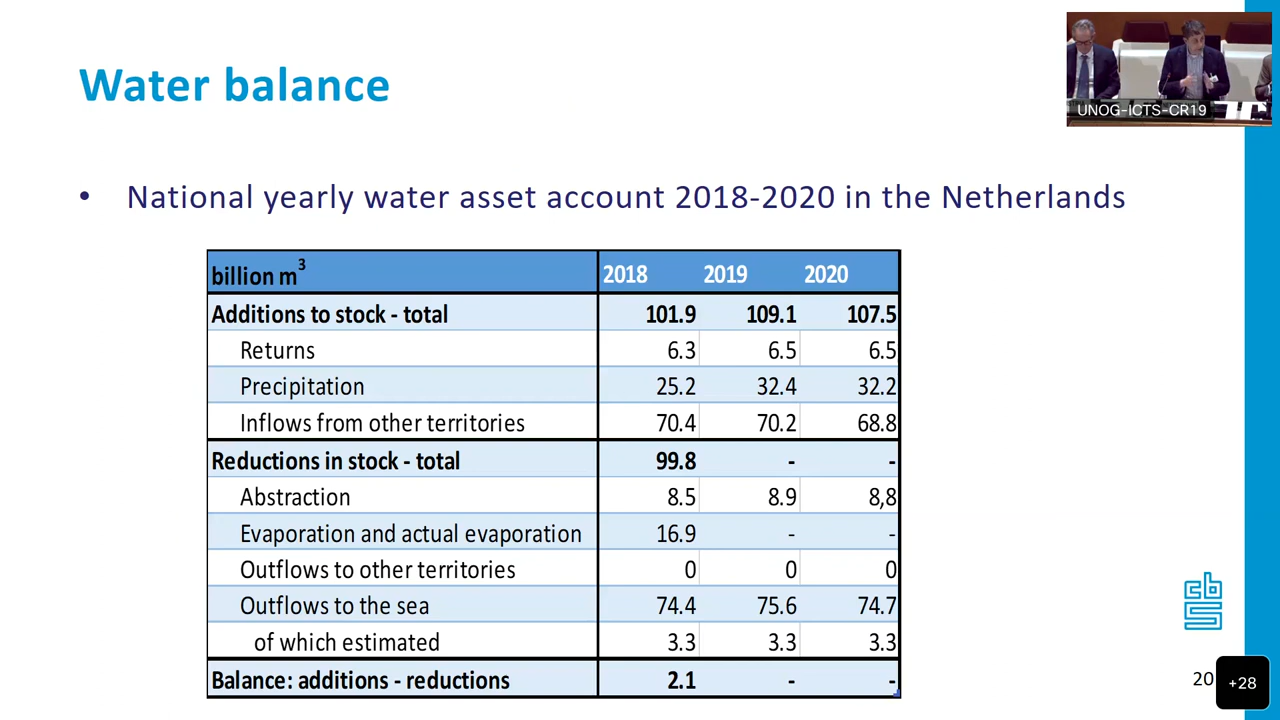 Water balance
UNOG-ICTS-CR19
• National yearly water asset account 2018-2020 in the Netherlands
billion m³ 2018 2019 2020
Additions to stock - total 101.9 109.1 107.5
Returns 6.3 6.5 6.5
Precipitation 25.2 32.4 32.2
Inflows from other territories 70.4 70.2 68.8
Reductions in stock - total 99.8 - -
Abstraction 8.5 8.9 8,8
Evaporation and actual evaporation 16.9 - -
Outflows to other territories 0 0 0
Outflows to the sea 74.4 75.6 74.7
of which estimated 3.3 3.3 3.3
Balance: additions - reductions 2.1 - -
cbs
20
+28